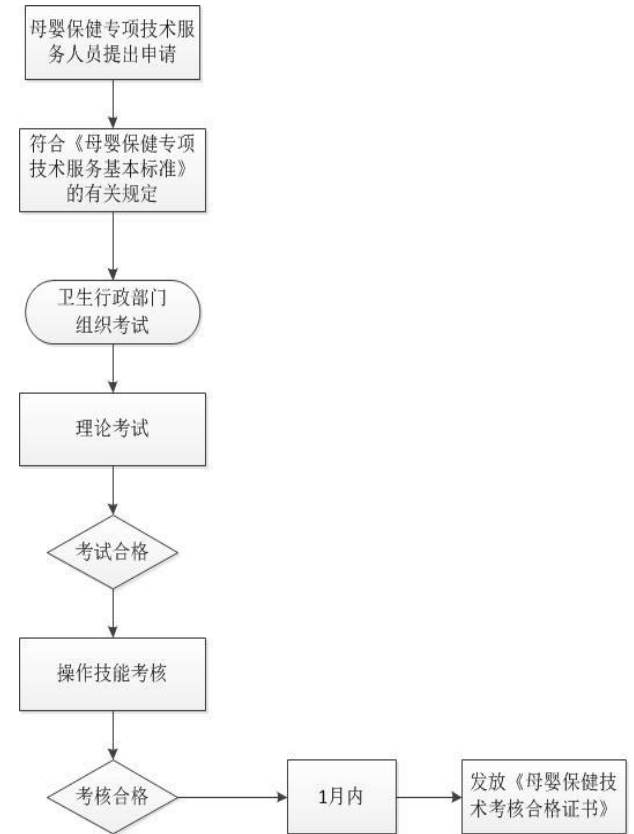 母婴保健专项技术服
务人员提出申请
符合《母婴保健专项
技术服务基本标准》
的有关规定
卫生行政部门
组织考试
理论考试
考试合格
操作技能考核
考核合格
1月内
发放《母婴保健技
术考核合格证书》